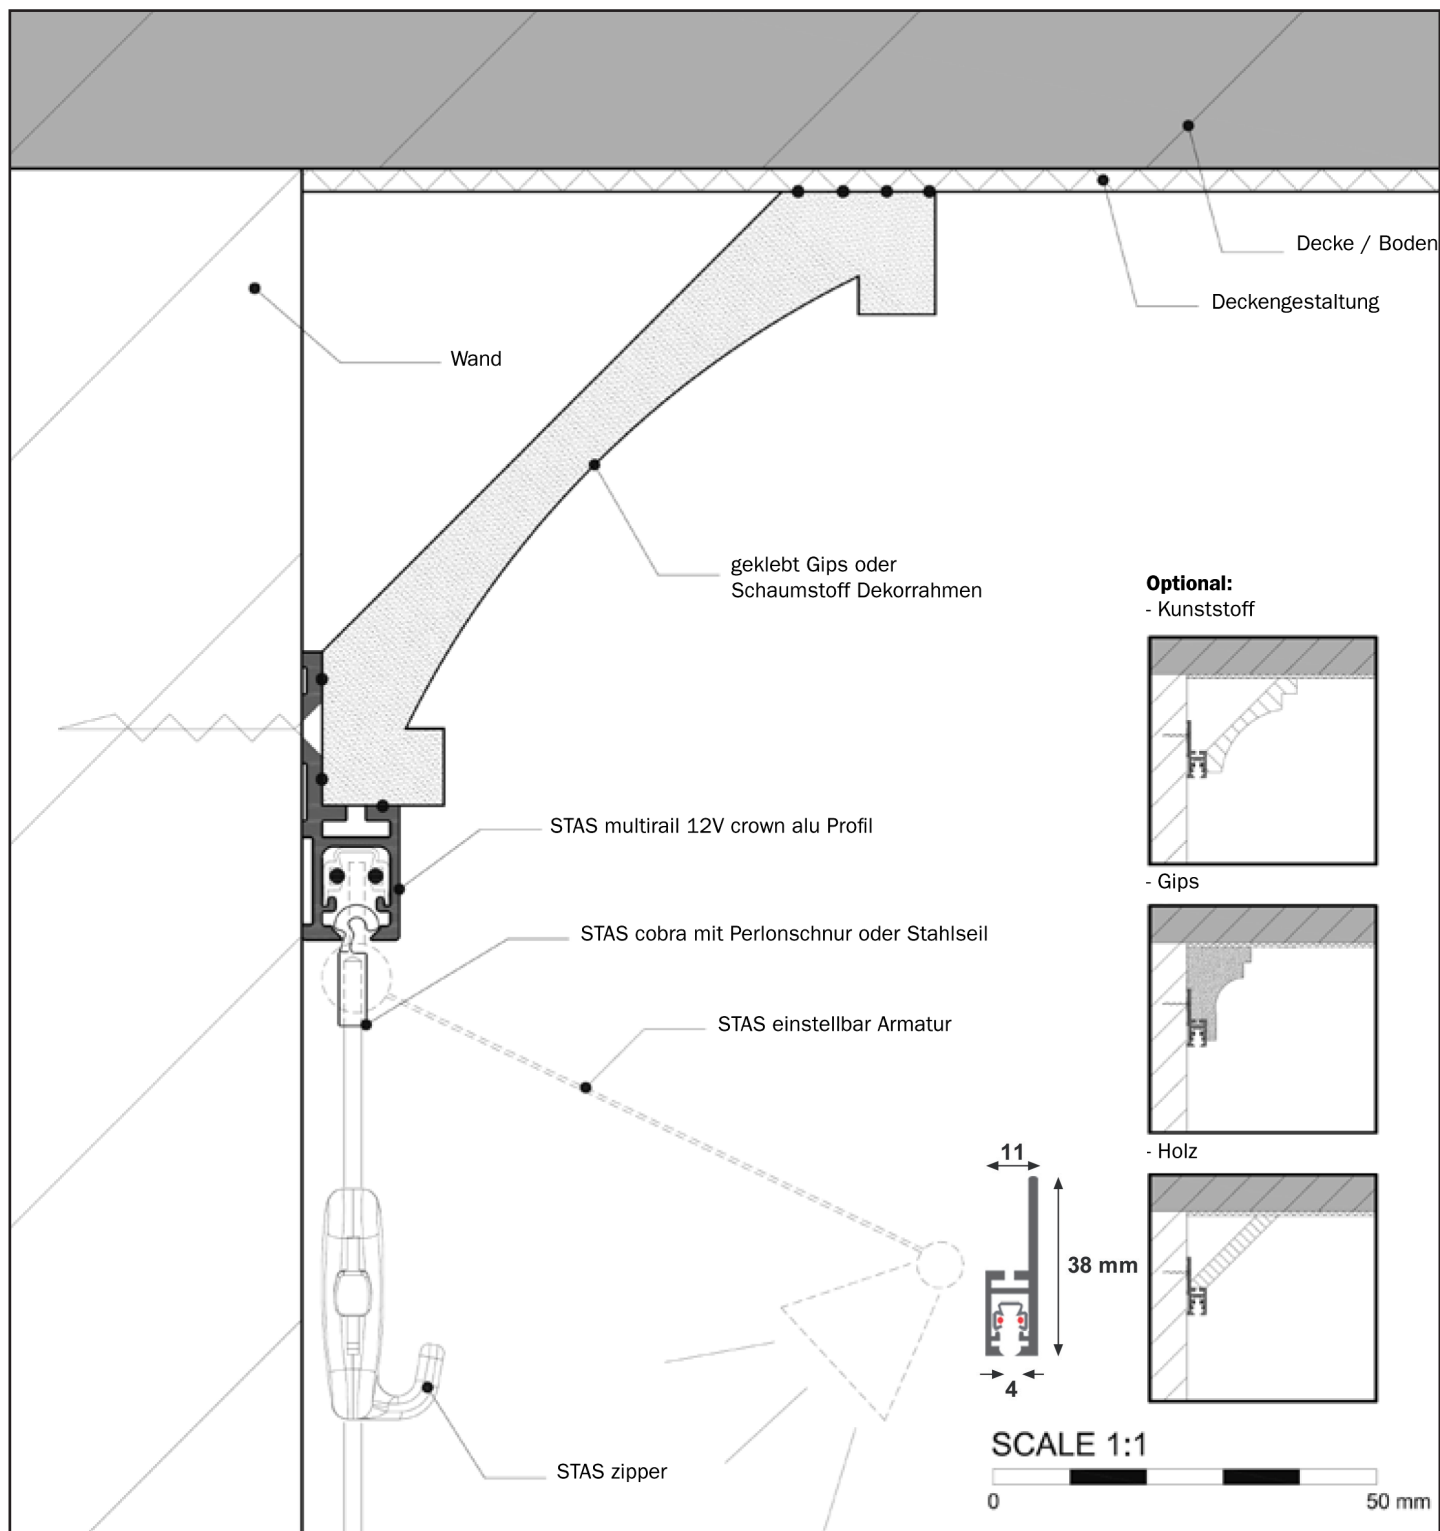 Decke / Boden
Deckengestaltung
Wand
geklebt Gips oder
Schaumstoff Dekorrahmen
Optional:
- Kunststoff
STAS multirail 12V crown alu Profil
- Gips
STAS cobra mit Perlonschnur oder Stahlseil
STAS einstellbar Armatur
11
- Holz
38 mm
4
SCALE 1:1
STAS zipper
0
50 mm